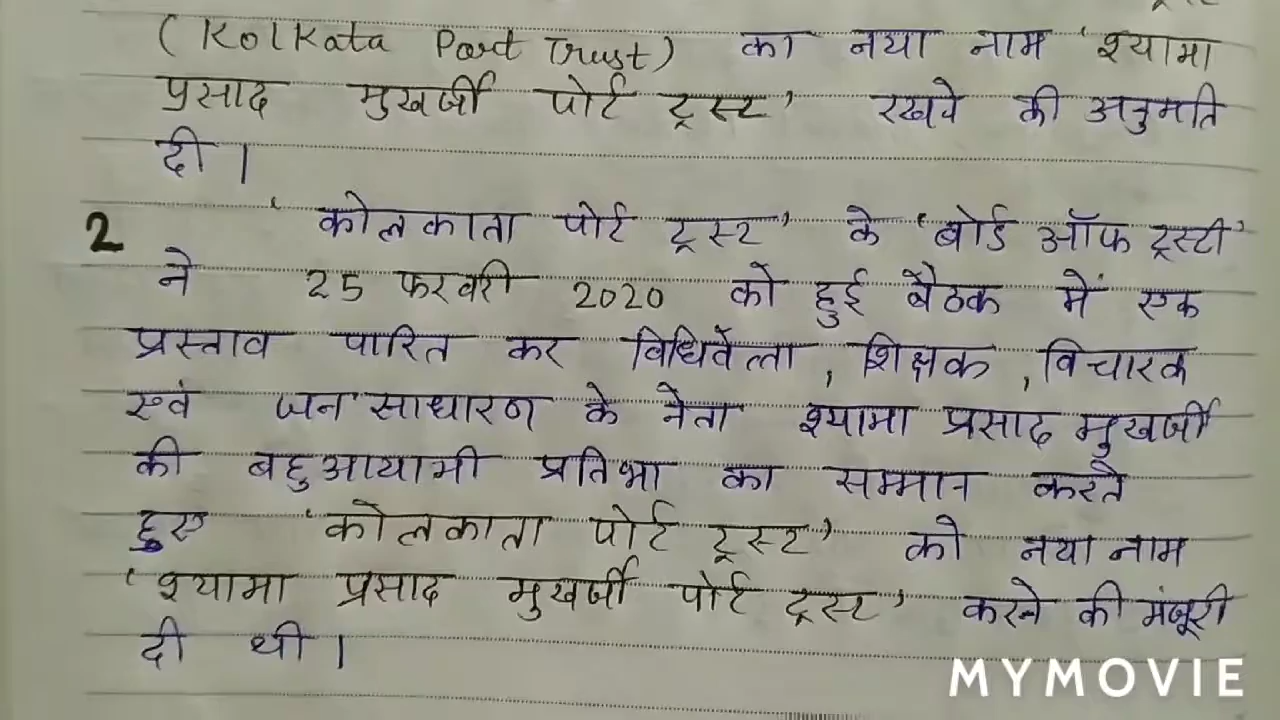 (Kolkata Port Trust) का नया नाम 'श्यामा
प्रसाद मुखर्जी पोर्ट ट्रस्ट' रखने की अनुमति
दी।
2 'कोलकाता पोर्ट ट्रस्ट' के 'बोर्ड ऑफ ट्रस्टी'
ने 25 फरवरी 2020 को हुई बैठक में एक
प्रस्ताव पारित कर विधिवेत्ता, शिक्षक, विचारक
एवं जन साधारण के नेता श्यामा प्रसाद मुखर्जी
की बहुआयामी प्रतिभा का सम्मान करते
हुए 'कोलकाता पोर्ट ट्रस्ट' को नया नाम
'श्यामा प्रसाद मुखर्जी पोर्ट ट्रस्ट' करने की मंजूरी
दी थी।
MYMOVIE